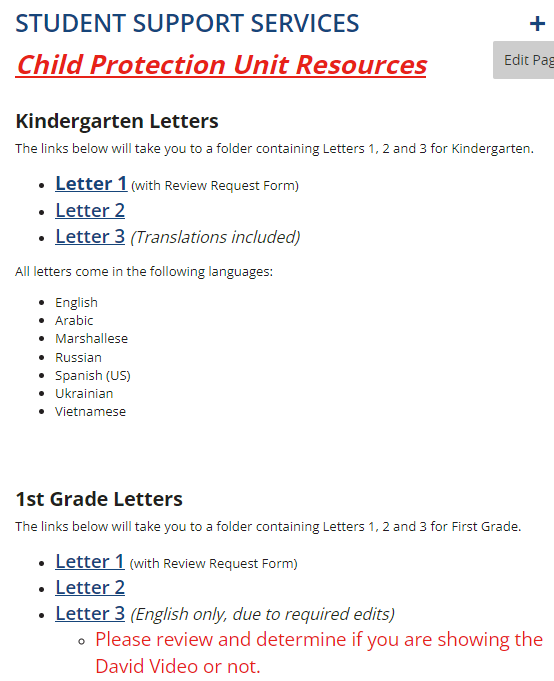 STUDENT SUPPORT SERVICES
+
Child Protection Unit Resources
Edit Pag
Kindergarten Letters
The links below will take you to a folder containing Letters 1, 2 and 3 for Kindergarten.
Letter 1 (with Review Request Form)
Letter 2
Letter 3 (Translations included)
All letters come in the following languages:
English
Arabic
Marshallese
Russian
Spanish (US)
Ukrainian
Vietnamese
1st Grade Letters
The links below will take you to a folder containing Letters 1, 2 and 3 for First Grade.
Letter 1 (with Review Request Form)
Letter 2
Letter 3 (English only, due to required edits)
Please review and determine if you are showing the
David Video or not.